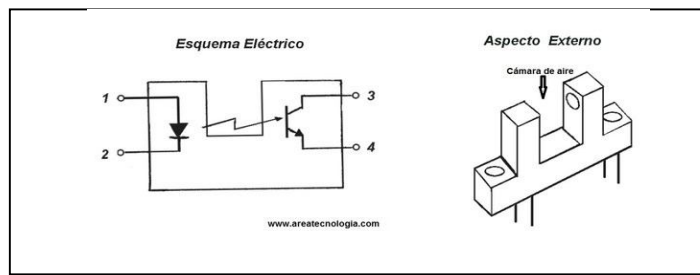 Esquema Eléctrico
Aspecto Externo
Cámara de aire
1
3
2
4
www.areatecnologia.com